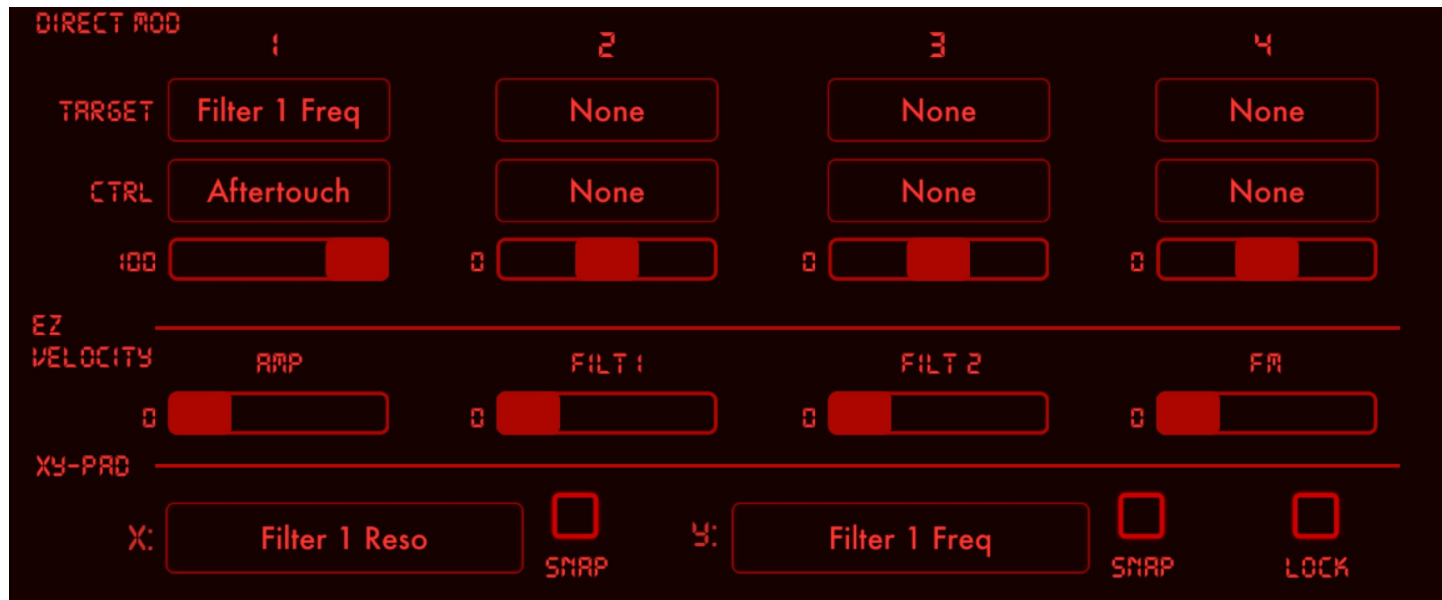 DIRECT MOD
1 2 3 4
TARGET Filter 1 Freq None None None
CTRL Aftertouch None None None
100 0 0 0
EZ
VELOCITY AMP FILT 1 FILT 2 FM
0 0 0 0
XY-PAD
X: Filter 1 Reso Y: Filter 1 Freq
SNAP SNAP LOCK